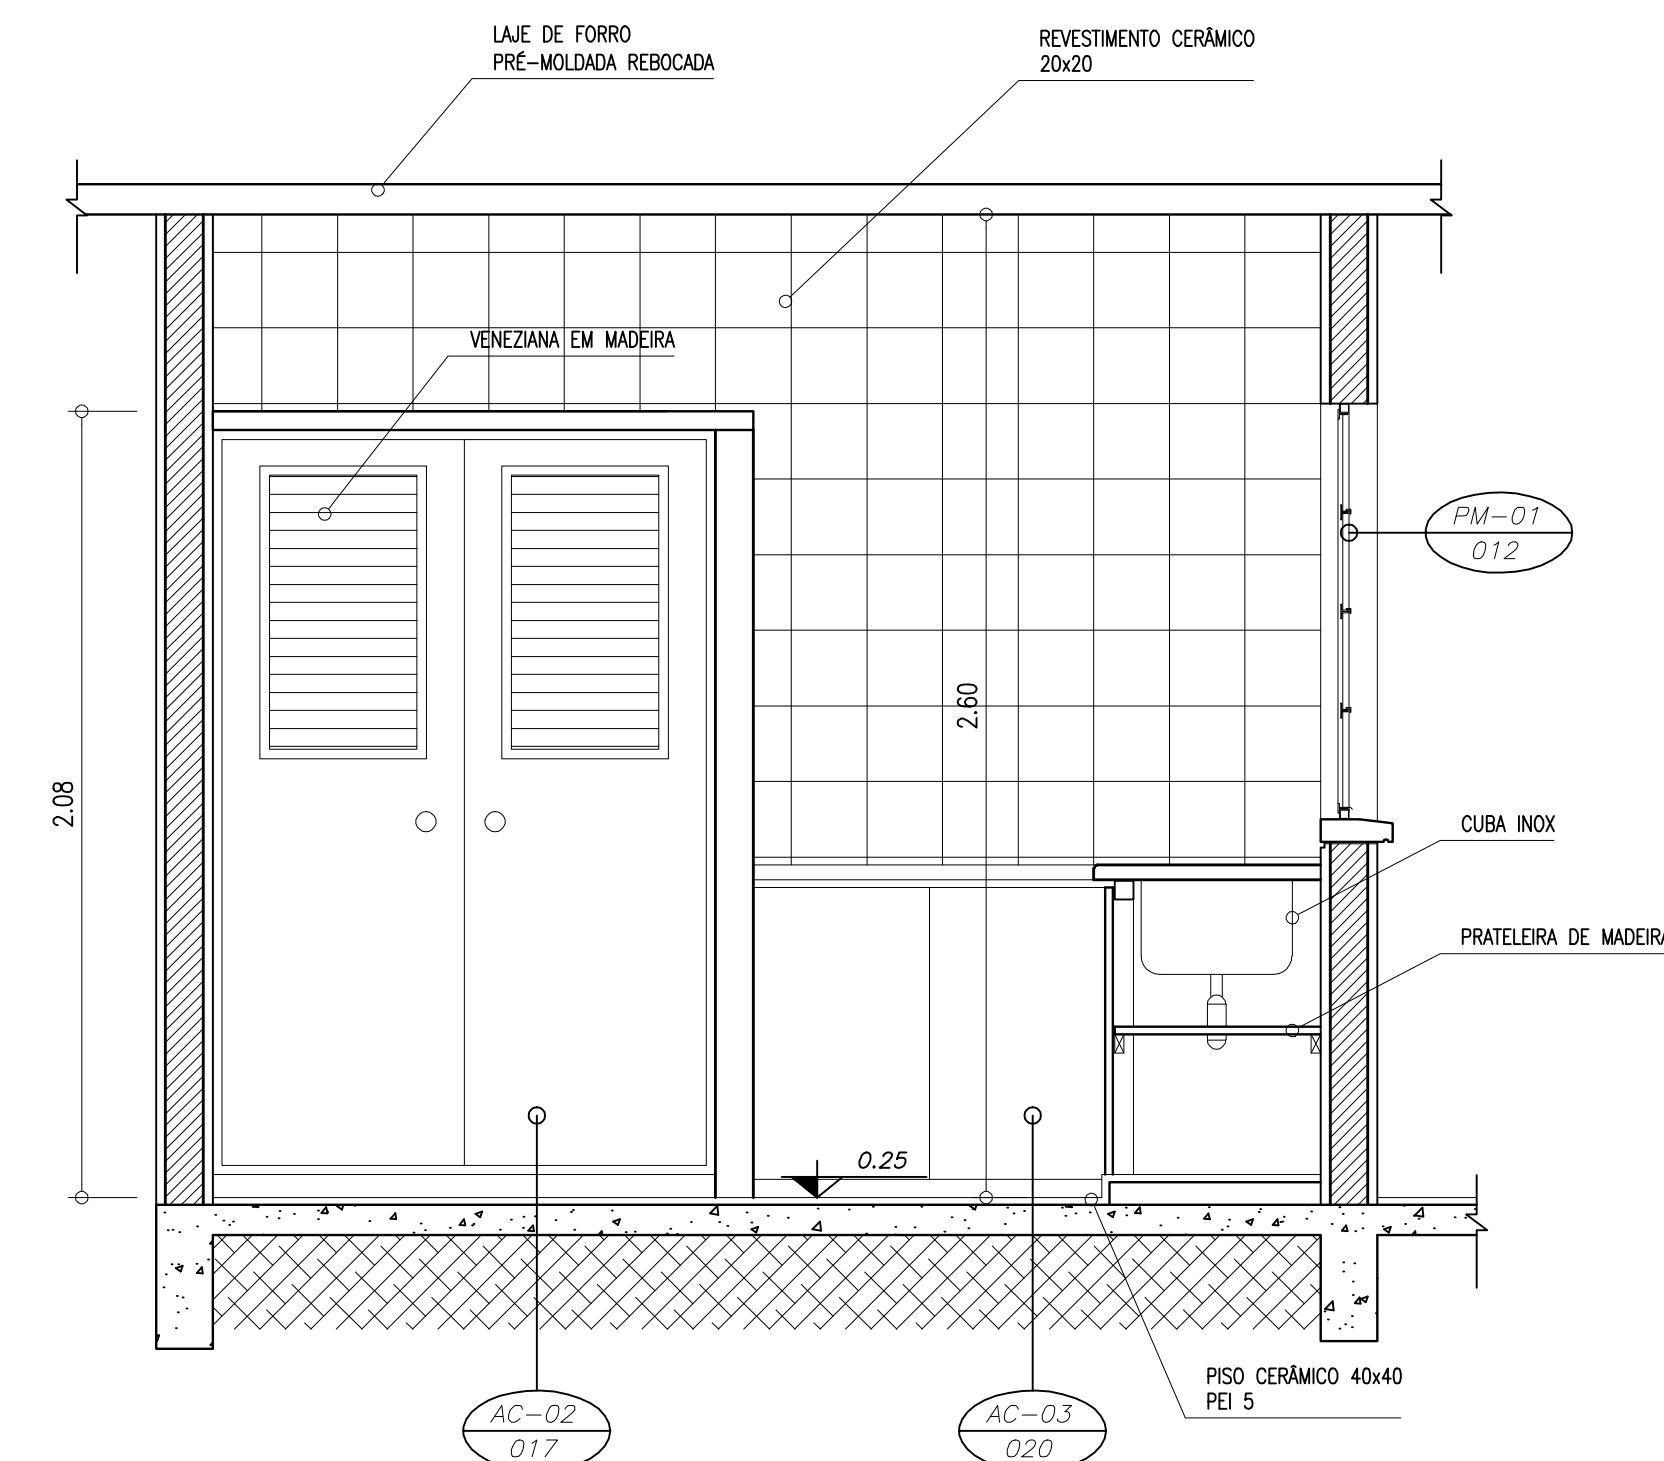 LAJE DE FORRO
PRÉ-MOLDADA REBOCADA
REVESTIMENTO CERÂMICO
20x20
VENEZIANA EM MADEIRA
PM-01
012
2.60
2.08
CUBA INOX
PRATELEIRA DE MADEIRA
0.25
PISO CERÂMICO 40x40
PEI 5
AC-02
017
AC-03
020